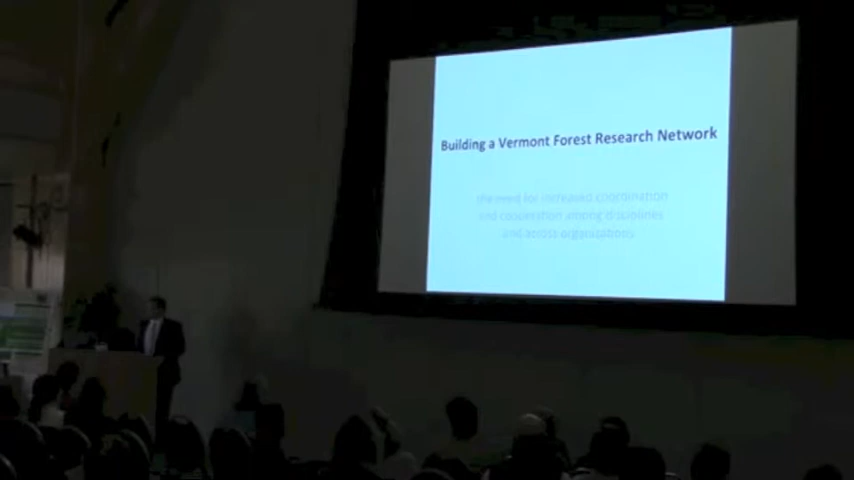 Building a Vermont Forest Research Network
the need for increased coordination
and cooperation among disciplines
and across organizations